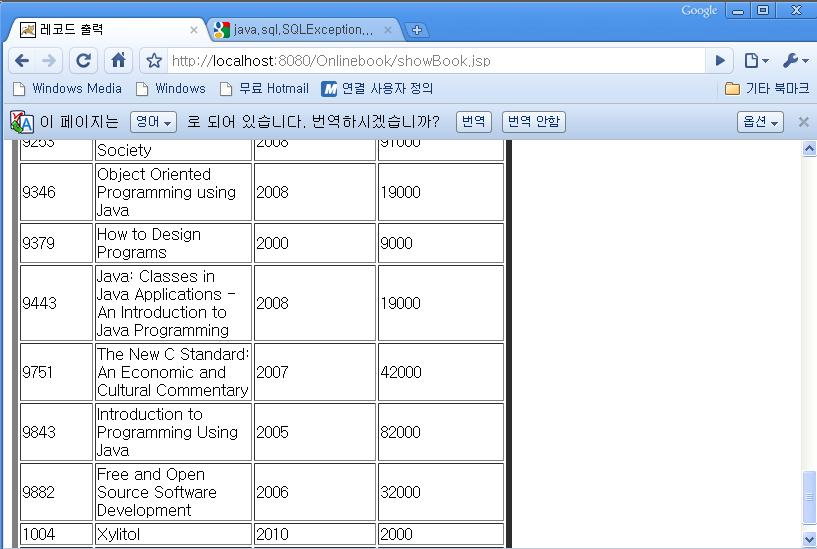 Google
레코드 출력
java.sql.SQLException...
http://localhost:8080/Onlinebook/showBook.jsp
Windows Media
Windows
무료 Hotmail
연결 사용자 정의
기타 북마크
이 페이지는 영어 로 되어 있습니다. 번역하시겠습니까? 번역 번역 안함 옵션
9253 Society 2008 91000
9346 Object Oriented 2008 19000
Programming using
Java
9379 How to Design 2000 9000
Programs
9443 Java: Classes in 2008 19000
Java Applications -
An Introduction to
Java Programming
9751 The New C Standard: 2007 42000
An Economic and
Cultural Commentary
9843 Introduction to 2005 82000
Programming Using
Java
9882 Free and Open 2006 32000
Source Software
Development
1004 Xylitol 2010 2000